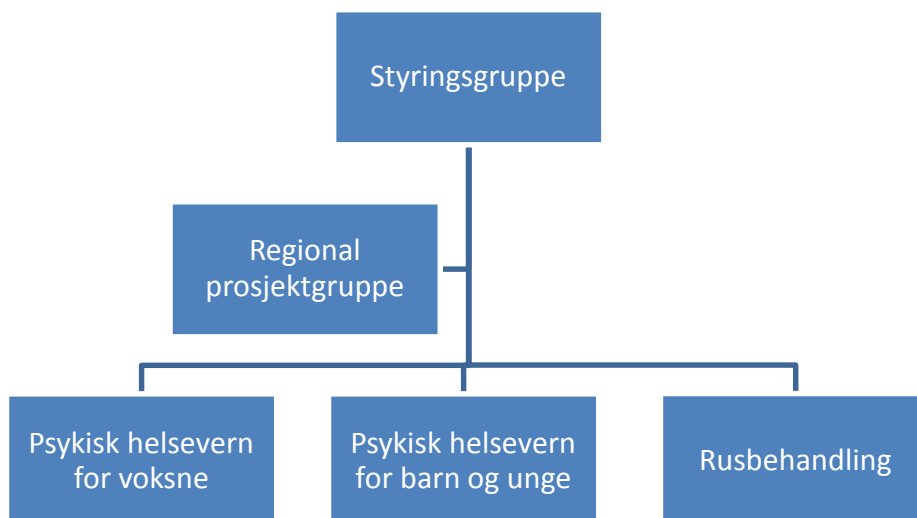 Styringsgruppe
Regional
prosjektgruppe
Psykisk helsevern
for voksne
Psykisk helsevern
for barn og unge
Rusbehandling